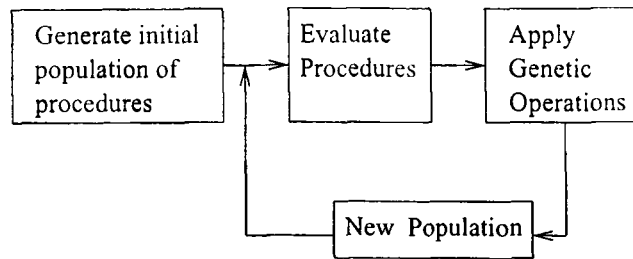 Generate initial
population of
procedures
Evaluate
Procedures
Apply
Genetic
Operations
New Population